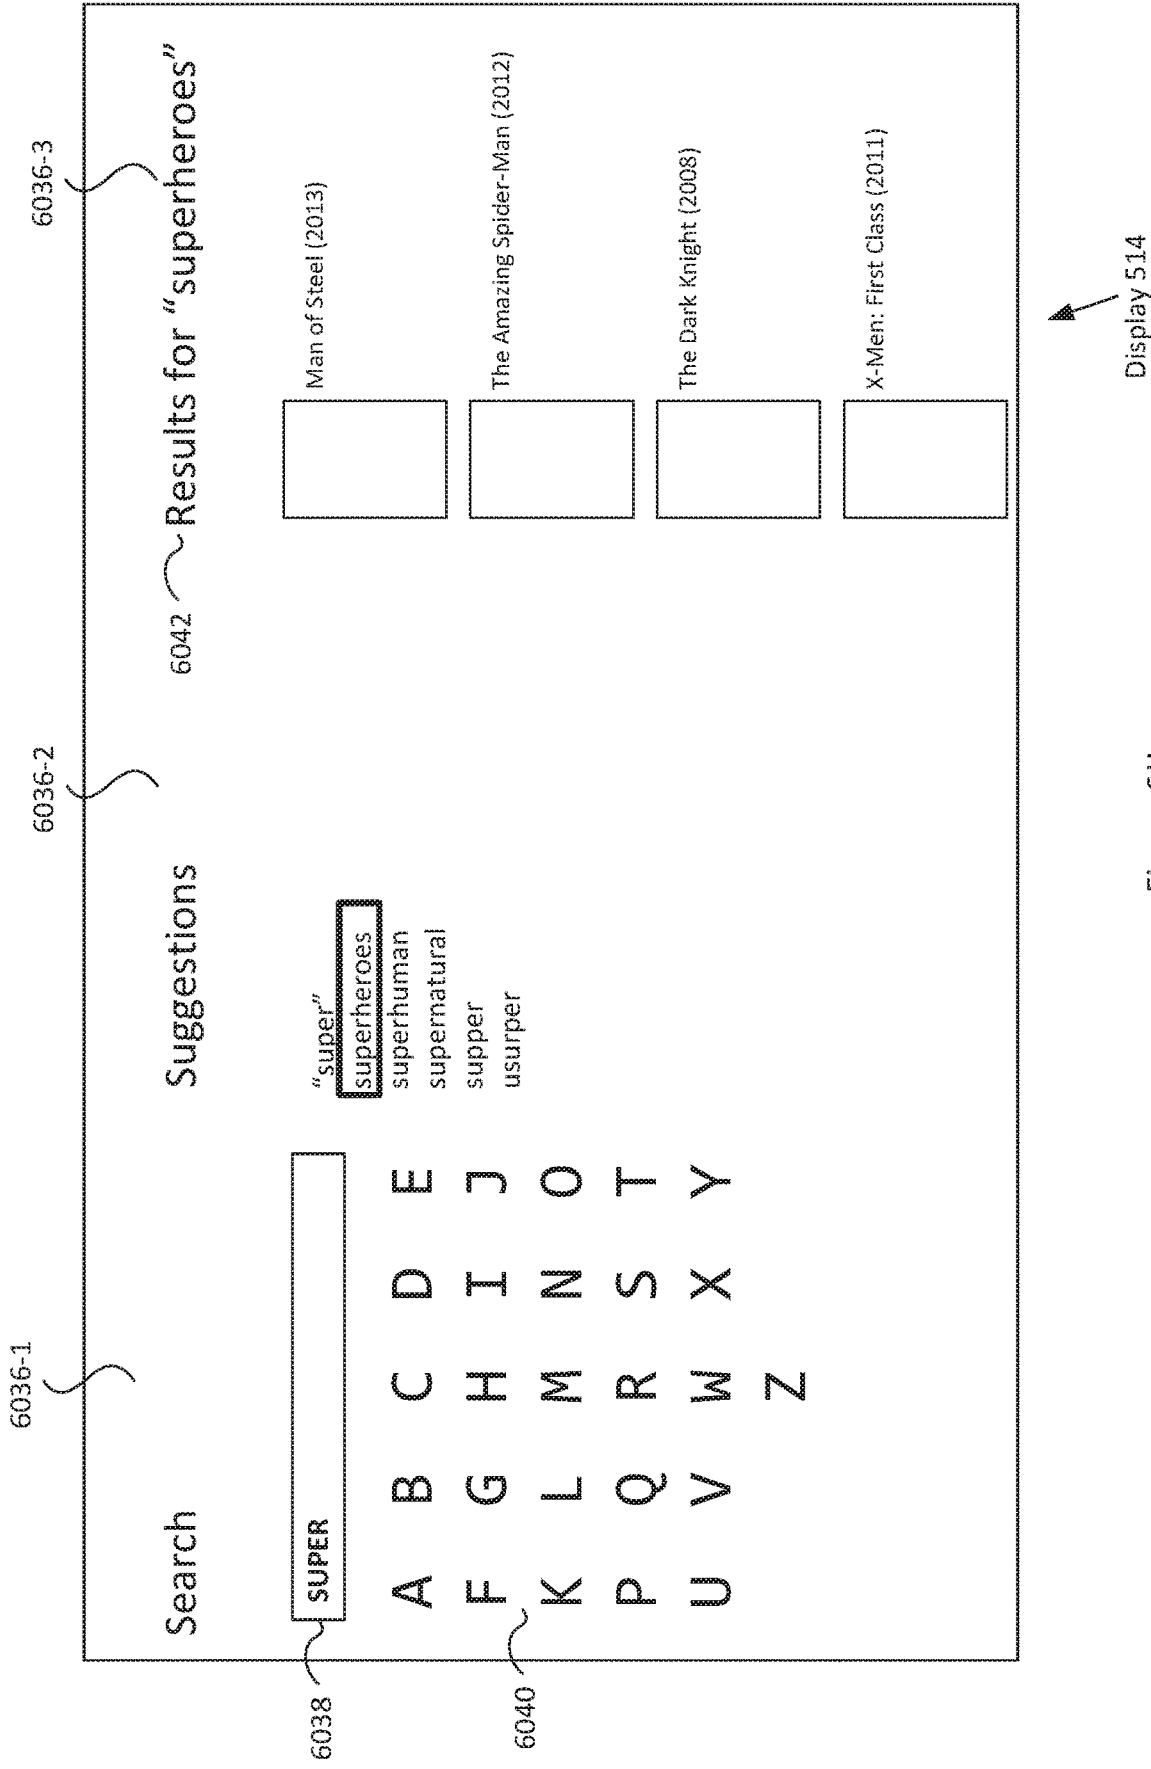 6036-1
6036-2
6036-3
Search
Suggestions
6042
Results for “superheroes”
6038
SUPER
“super”
superheroes
superhuman
supernatural
supper
usurper
6040
A B C D E
F G H I J
K L M N O
P Q R S T
U V W X Y
Z
Man of Steel (2013)
The Amazing Spider-Man (2012)
The Dark Knight (2008)
X-Men: First Class (2011)
Display 514